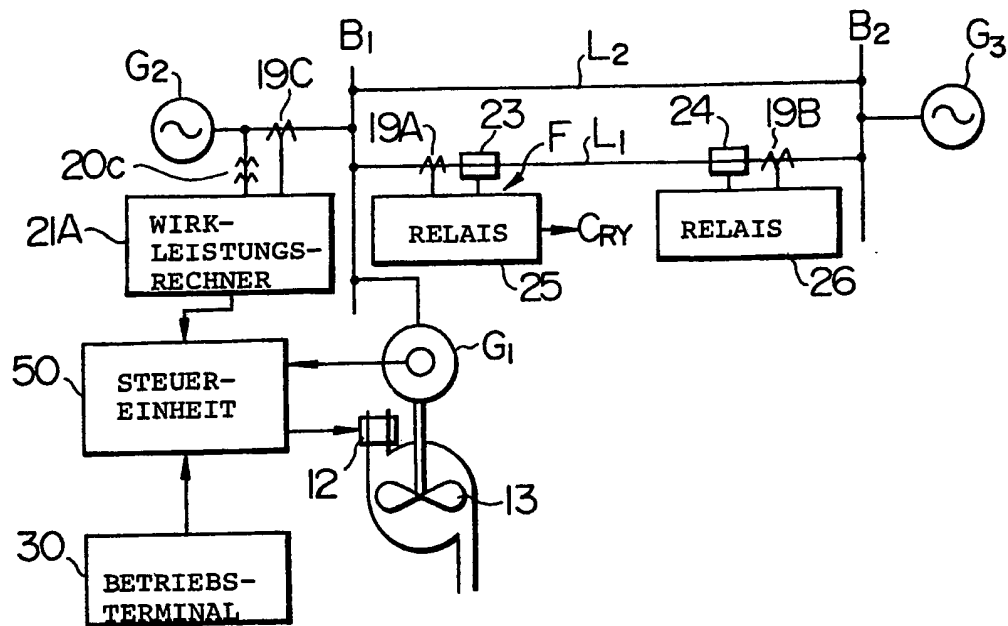 B1
B2
G2
G3
19C
L2
19A
23
24
19B
F
L1
20c
21A
WIRK-
LEISTUNGS-
RECHNER
RELAIS
CRY
RELAIS
25
26
G1
50
STEUER-
EINHEIT
12
13
30
BETRIEBS-
TERMINAL